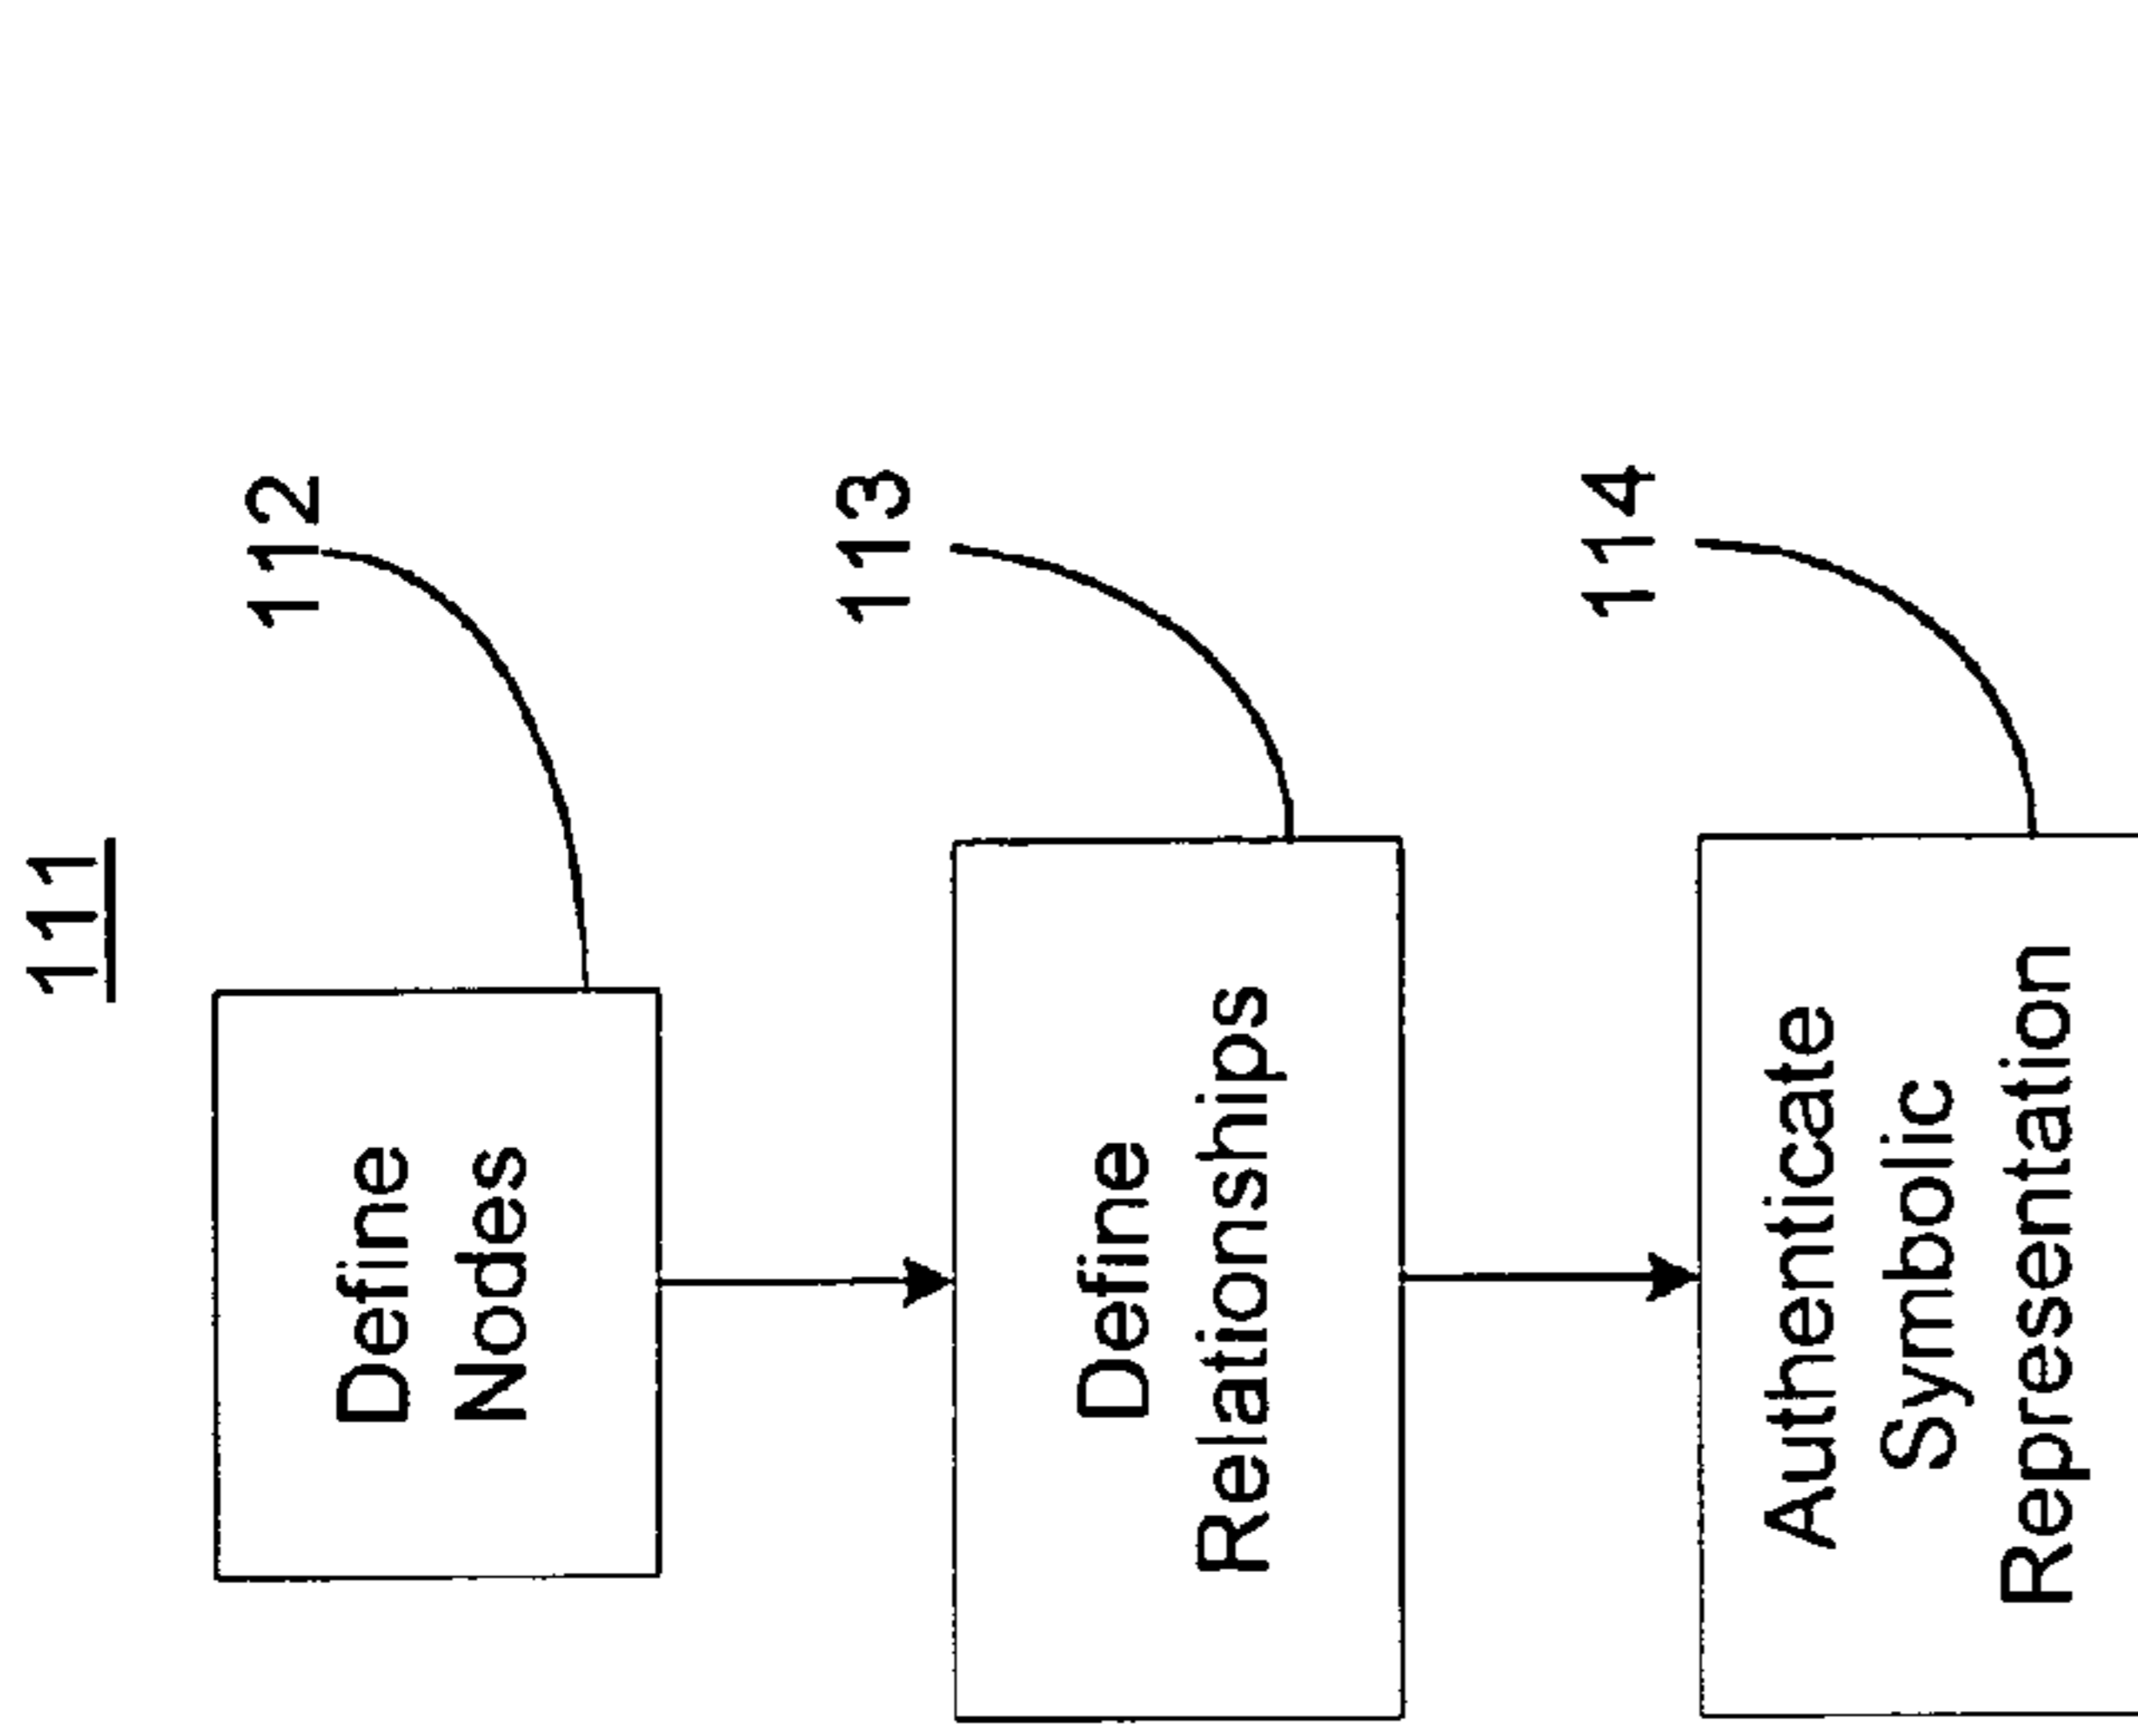 111
112
Define
Nodes
113
Define
Relationships
114
Authenticate
Symbolic
Representation